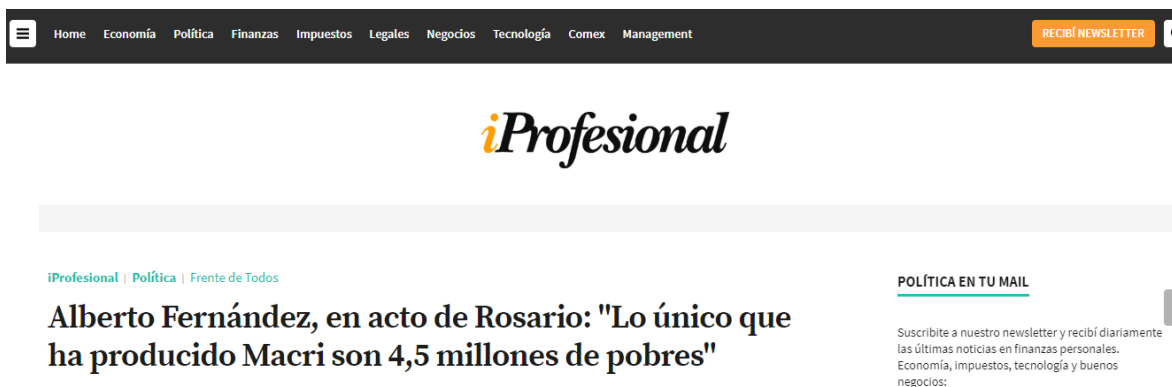 Home Economía Política Finanzas Impuestos Legales Negocios Tecnología Comex Management
RECIBÍ NEWSLETTER
iProfesional
iProfesional | Política | Frente de Todos
Alberto Fernández, en acto de Rosario: "Lo único que
ha producido Macri son 4,5 millones de pobres"
POLÍTICA EN TU MAIL
Suscribite a nuestro newsletter y recibí diariamente
las últimas noticias en finanzas personales.
Economía, impuestos, tecnología y buenos
negocios: